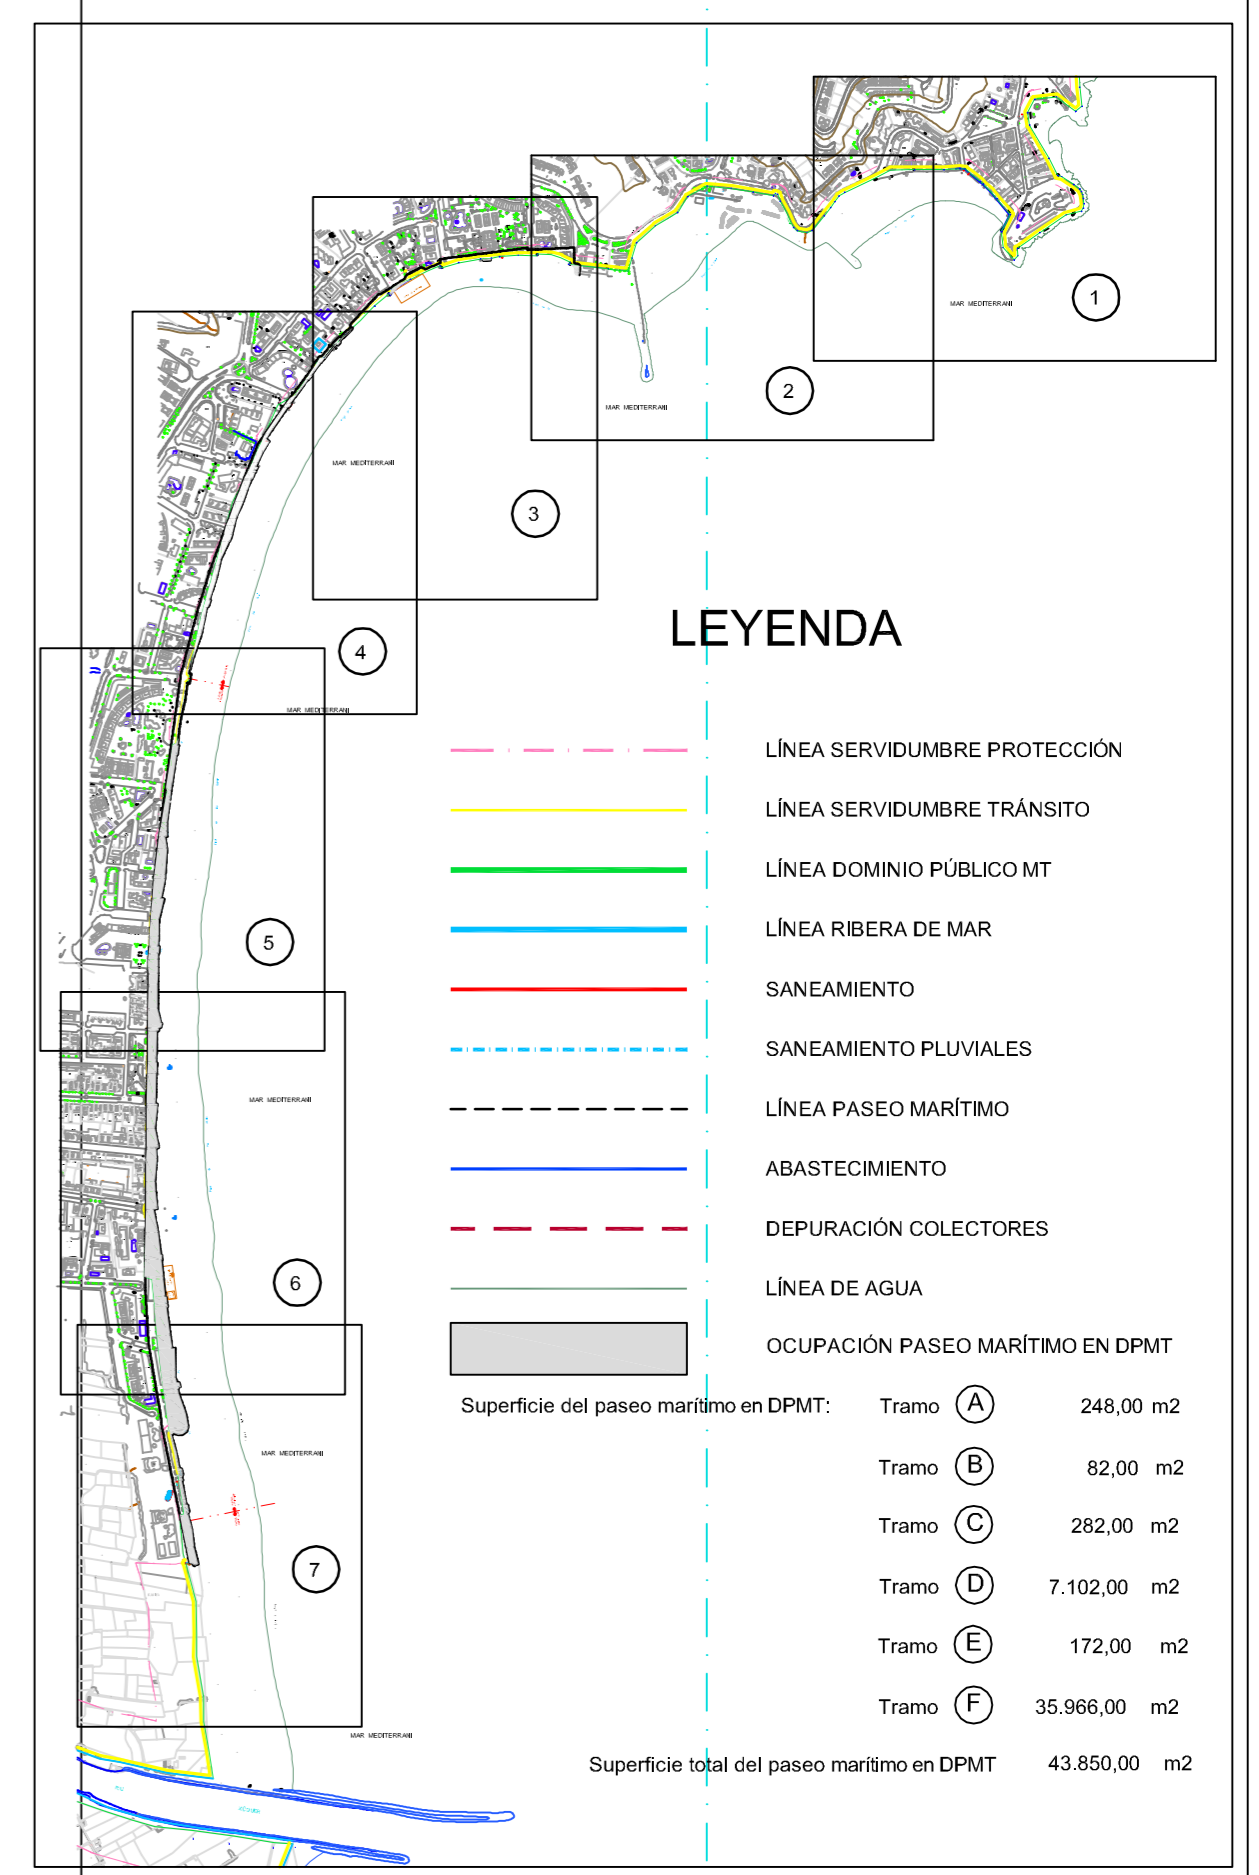 1
MAR MEDITERRANI
2
MAR MEDITERRANI
MAR MEDITERRANI
3
LEYENDA
4
MAR MEDITERRANI
LÍNEA SERVIDUMBRE PROTECCIÓN
LÍNEA SERVIDUMBRE TRÁNSITO
LÍNEA DOMINIO PÚBLICO MT
LÍNEA RIBERA DE MAR
5
SANEAMIENTO
SANEAMIENTO PLUVIALES
MAR MEDITERRANI
LÍNEA PASEO MARÍTIMO
ABASTECIMIENTO
DEPURACIÓN COLECTORES
6
LÍNEA DE AGUA
OCUPACIÓN PASEO MARÍTIMO EN DPMT
Superficie del paseo marítimo en DPMT: Tramo A 248,00 m2
MAR MEDITERRANI
Tramo B 82,00 m2
Tramo C 282,00 m2
7
Tramo D 7.102,00 m2
Tramo E 172,00 m2
Tramo F 35.966,00 m2
MAR MEDITERRANI
Superficie total del paseo marítimo en DPMT 43.850,00 m2